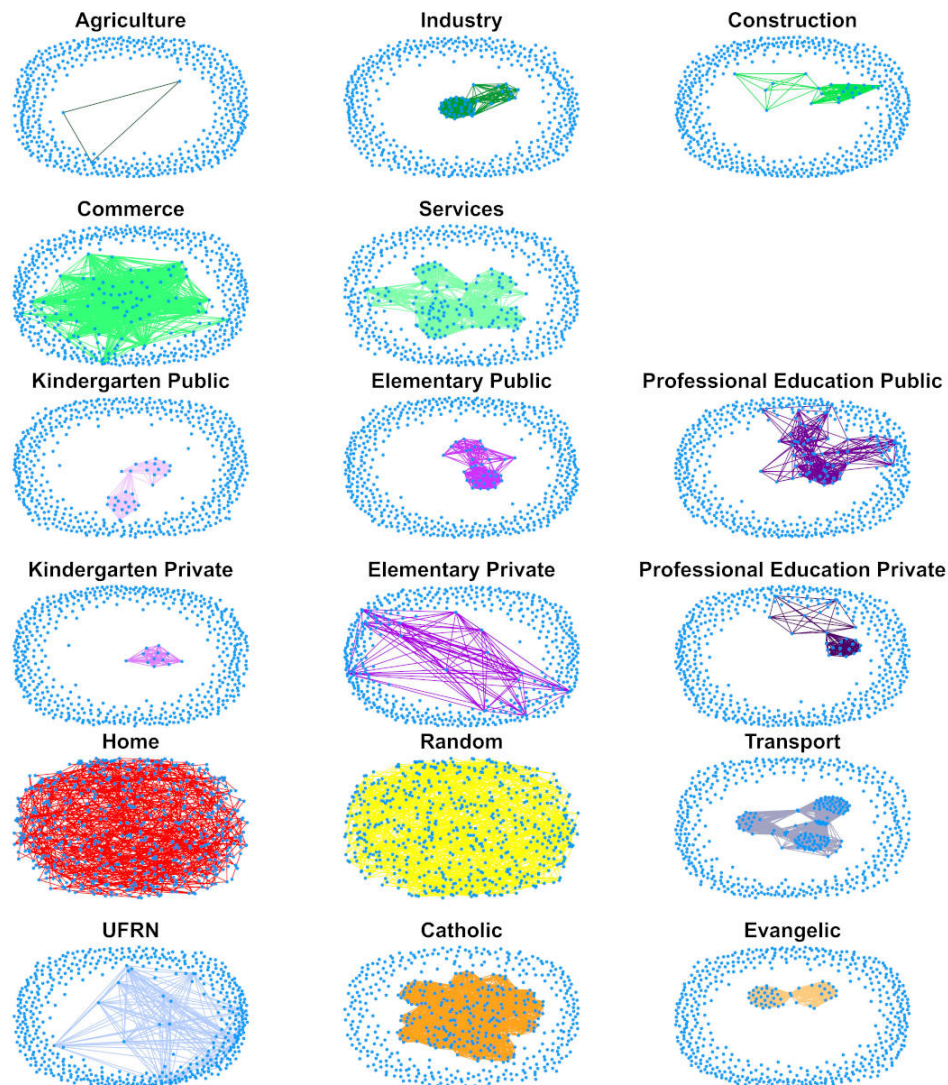 Agriculture
Industry
Construction
Commerce
Services
Kindergarten Public
Elementary Public
Professional Education Public
Kindergarten Private
Elementary Private
Professional Education Private
Home
Random
Transport
UFRN
Catholic
Evangelic